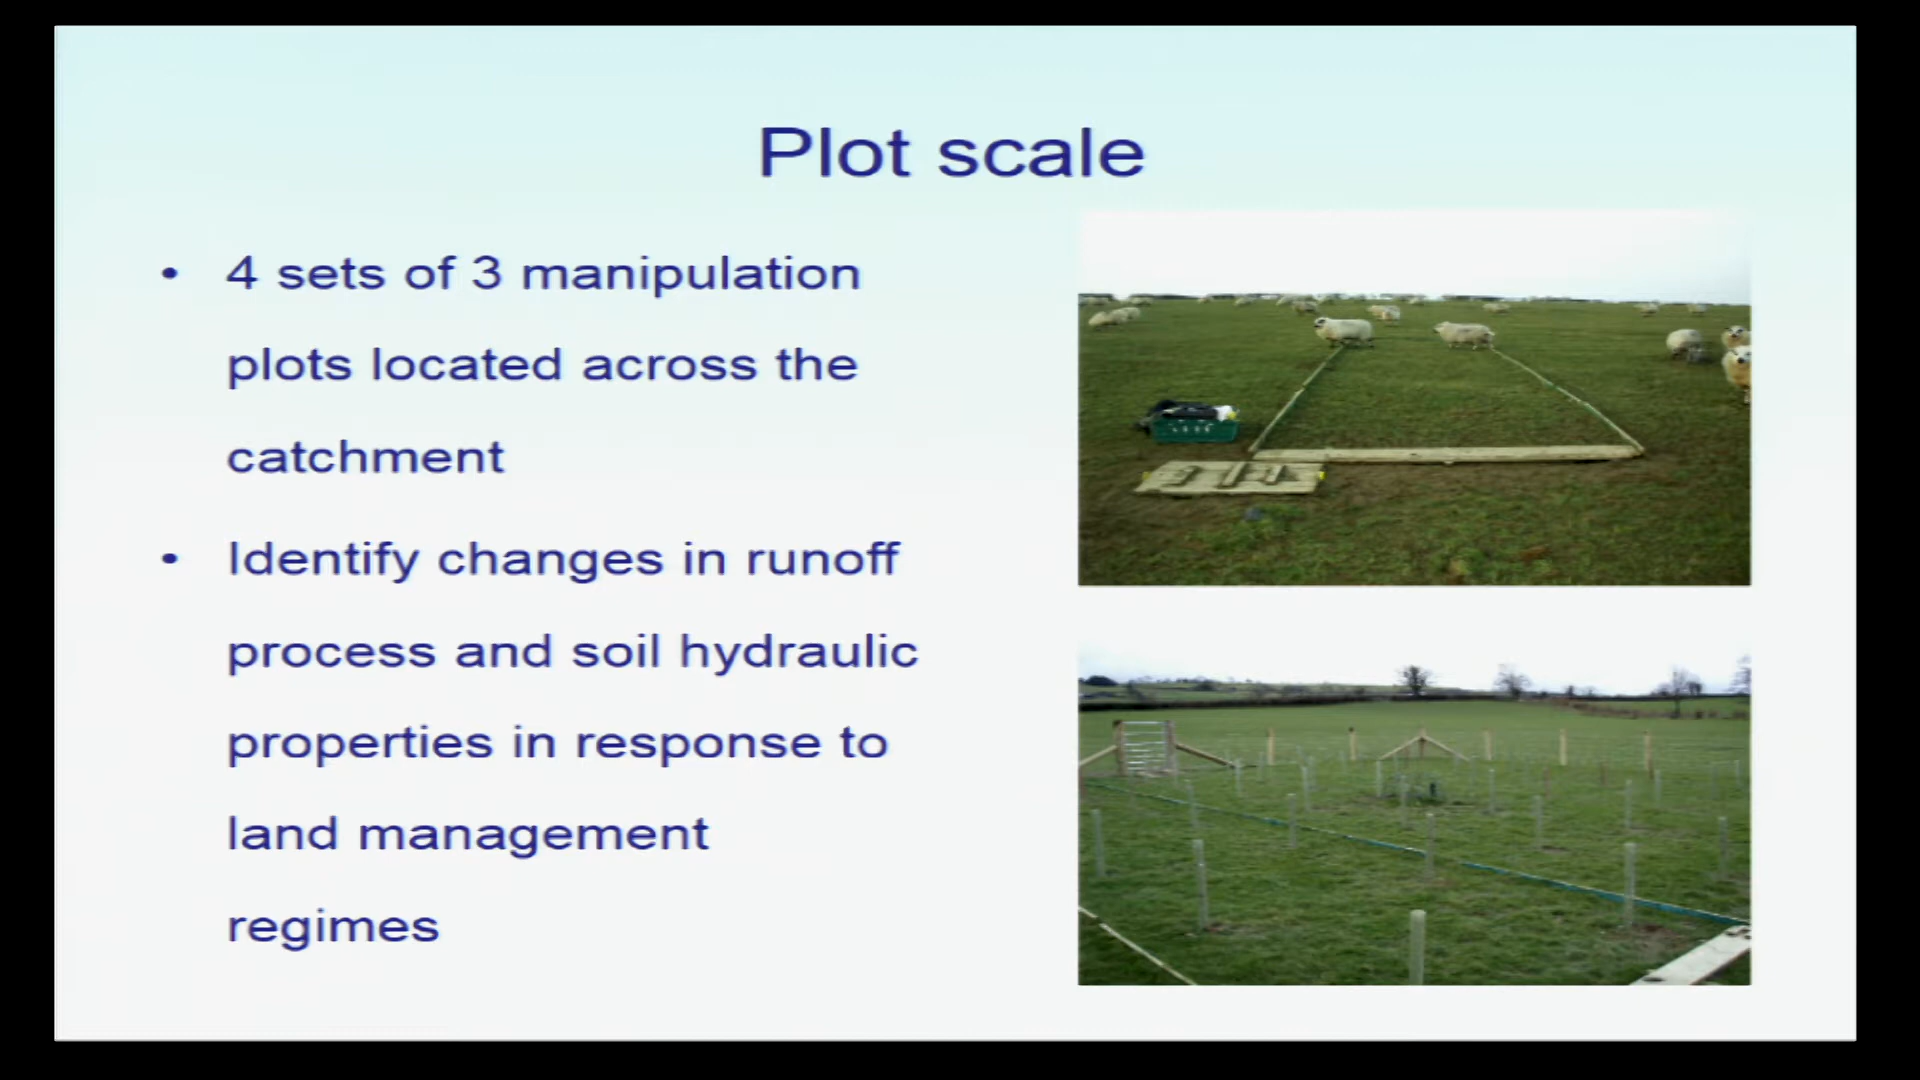 Plot scale
• 4 sets of 3 manipulation
plots located across the
catchment
• Identify changes in runoff
process and soil hydraulic
properties in response to
land management
regimes